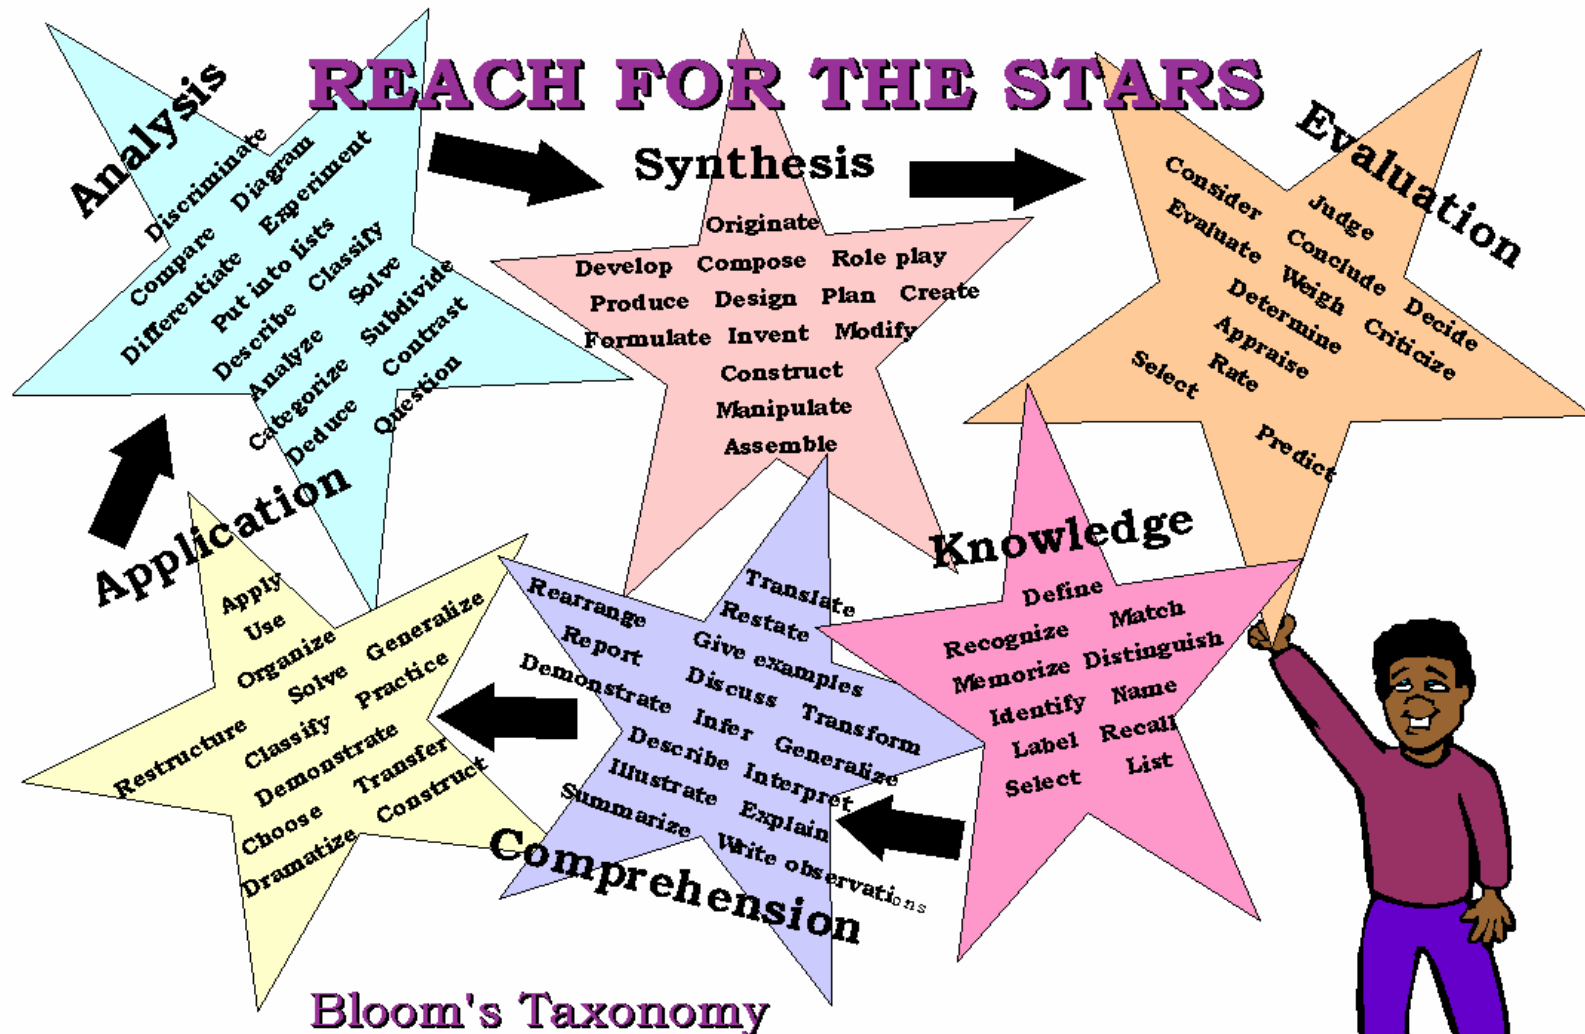 REACH FOR THE STARS
Analysis
Discriminate
Diagram
Experiment
Compare
Differentiate
Put into lists
Classify
Describe
Solve
Analyze
Subdivide
Categorize
Contrast
Deduce
Question
Synthesis
Originate
Develop Compose Role play
Produce Design Plan Create
Formulate Invent Modify
Construct
Manipulate
Assemble
Evaluation
Consider
Judge
Evaluate
Conclude
Weigh
Decide
Determine
Criticize
Appraise
Select
Rate
Predict
Application
Apply
Use
Organize
Generalize
Solve
Practice
Restructure
Classify
Demonstrate
Transfer
Choose
Construct
Dramatize
Comprehension
Translate
Rearrange
Restate
Report
Give examples
Demonstrate
Discuss
Transform
Infer
Generalize
Describe
Interpret
Illustrate
Explain
Summarize
Write observations
Knowledge
Define
Recognize Match
Memorize Distinguish
Identify Name
Label Recall
Select List
Bloom's Taxonomy